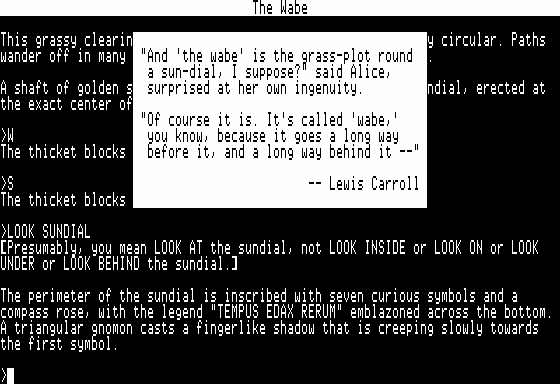 The Wabe
This grassy clearin y circular. Paths
wander off in many .
"And 'the wabe' is the grass-plot round
a sun-dial, I suppose?" said Alice,
surprised at her own ingenuity.
A shaft of golden s ndial, erected at
the exact center of
"Of course it is. It's called 'wabe,'
you know, because it goes a long way
before it, and a long way behind it --"
-- Lewis Carroll
>W
The thicket blocks
>S
The thicket blocks
>LOOK SUNDIAL
[Presumably, you mean LOOK AT the sundial, not LOOK INSIDE or LOOK ON or LOOK
UNDER or LOOK BEHIND the sundial.]
The perimeter of the sundial is inscribed with seven curious symbols and a
compass rose, with the legend "TEMPUS EDAX RERUM" emblazoned across the bottom.
A triangular gnomon casts a fingerlike shadow that is creeping slowly towards
the first symbol.
>